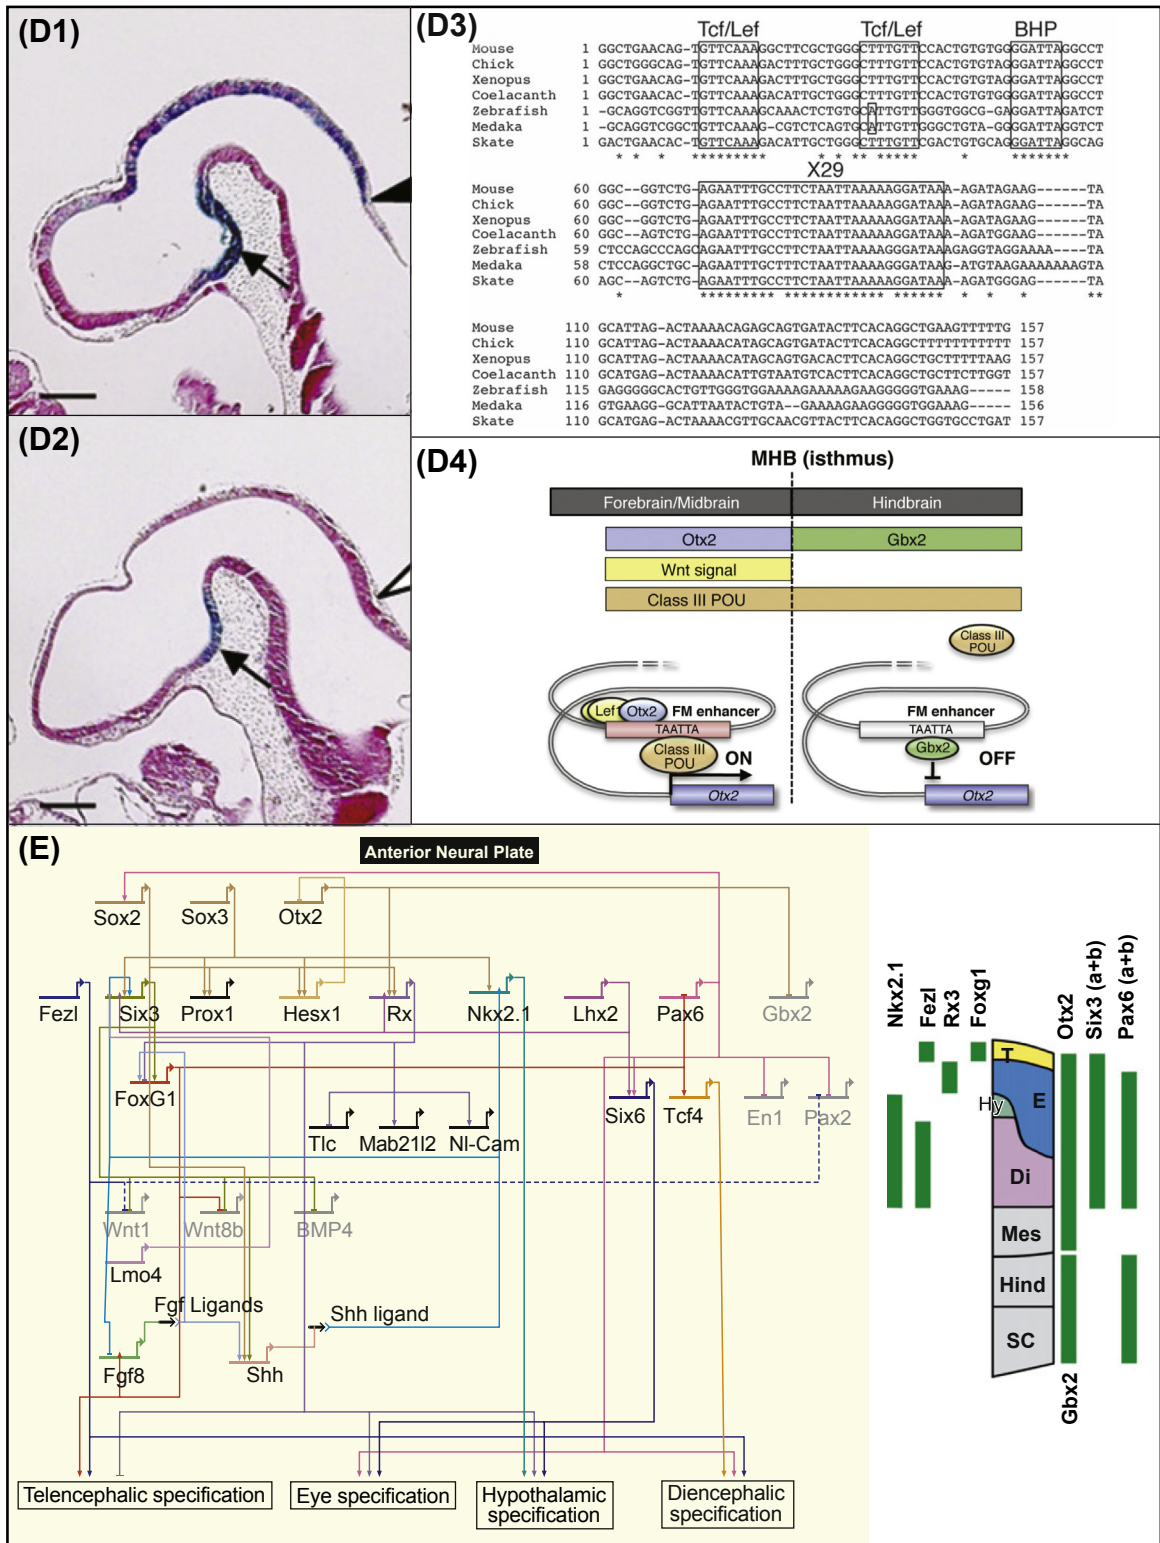 (D1)
(D2)
(D3)
Tcf/Lef Tcf/Lef BHP
Mouse 1 GGCTGAACAG-TGTTCAAAGGCTTCGCTGGGCTTTGTTCCACTGTGTGGGGATTAGGCCT
Chick 1 GGCTGGGCAG-TGTTCAAAGACTTTGCTGGGCTTTGTTCCACTGTGTAGGGATTAGGCCT
Xenopus 1 GGCTGAACAG-TGTTCAAAGACTTTGCTGGGCTTTGTTCCACTGTGTGGGGATTAGGCCT
Coelacanth 1 GGCTGAACAC-TGTTCAAAGACTTTGCTGGGCTTTGTTCCACTGTGTGGGGATTAGGCCT
Zebrafish 1 -GCAGGTCGGTTGTTCAAAGCAAACTCTGTGCATTGTTGGGTGGCGA-GGGATTAGATCT
Medaka 1 -GCAGGTCGGCTGTTCAAAG-CGTCTCAGTGCATTGTTGGGCTGTA-GGGGATTAGGTCT
Skate 1 GACTGAACAC-TGTTCAAAGACATTGCTGGGCTTTGTTCGACTGTGCAGGGATTAGGCAG
X29
Mouse 60 GGC--GGTCTG-AGAATTTGCCTTCTAATTAAAAAGGATAAA-AGATAGAAG------TA
Chick 60 GGC--GGTCTG-AGAATTTGCCTTCTAATTAAAAAGGATAAA-AGATAGAAG------TA
Xenopus 60 GGC--GGTCTG-AGAATTTGCCTTCTAATTAAAAAGGATAAA-AGATAGAAG------TA
Coelacanth 60 GGC--AGTCTG-AGAATTTGCCTTCTAATTAAAAAGGATAAA-AGATGGAAG------TA
Zebrafish 59 CTCCAGCCCAGCAGAATTTGCCTTCTAATTAAAAAGGGATAAAGAGGTAGGAAAA----TA
Medaka 58 CTCCAGGCTGC-AGAATTTGCTTTCTAATTAAAAAGGGATAAG-ATGTAAGAAAAAAAGTA
Skate 60 AGC--AGTCTG-AGAATTTGCCTTCTAATTAAAAAGGATAAA-AGATGGGAG------TA
Mouse 110 GCATTAG-ACTAAAACAGAGCAGTGATACTTCACAGGCTGAAGTTTTTG 157
Chick 110 GCATTAG-ACTAAAACATAGCAGTGATACTTCACAGGCTTTTTTTTTTT 157
Xenopus 110 GCATTAG-ACTAAAACATAGCAGTGACACTTCACAGGCTGCTTTTTAAG 157
Coelacanth 110 GCATGAG-ACTAAAACATTGTAATGTCACTTCACAGGCTGCTTCTTGGT 157
Zebrafish 115 GAGGGGGCACTGTTGGGTGGAAAAGAAAAAGAAGGGGGTGAAAG----- 158
Medaka 116 GTGAAGG-GCATTAATACTGTA--GAAAAGAAGGGGGTGGAAAG----- 156
Skate 110 GCATGAG-ACTAAAACGTTGCAACGTTACTTCACAGGCTGGTGCCTGAT 157
(D4)
MHB (isthmus)
Forebrain/Midbrain Hindbrain
Otx2 Gbx2
Wnt signal
Class III POU
Class III
POU
Lef1 Otx2 FM enhancer FM enhancer
TAATTA TAATTA
Class III
POU ON Gbx2 OFF
Otx2 Otx2
(E)
Anterior Neural Plate
Sox2 Sox3 Otx2
Fezl Six3 Prox1 Hesx1 Rx Nkx2.1 Lhx2 Pax6 Gbx2
FoxG1 Six6 Tcf4 En1 Pax2
Tlc Mab21l2 Nl-Cam
Wnt1 Wnt8b BMP4
Lmo4
Fgf Ligands Shh ligand
Fgf8 Shh
Telencephalic specification Eye specification Hypothalamic specification Diencephalic specification
Nkx2.1 Fezl Rx3 Foxg1 Otx2 Six3 (a+b) Pax6 (a+b)
T
E
Hy
Di
Mes
Hind
SC
Gbx2